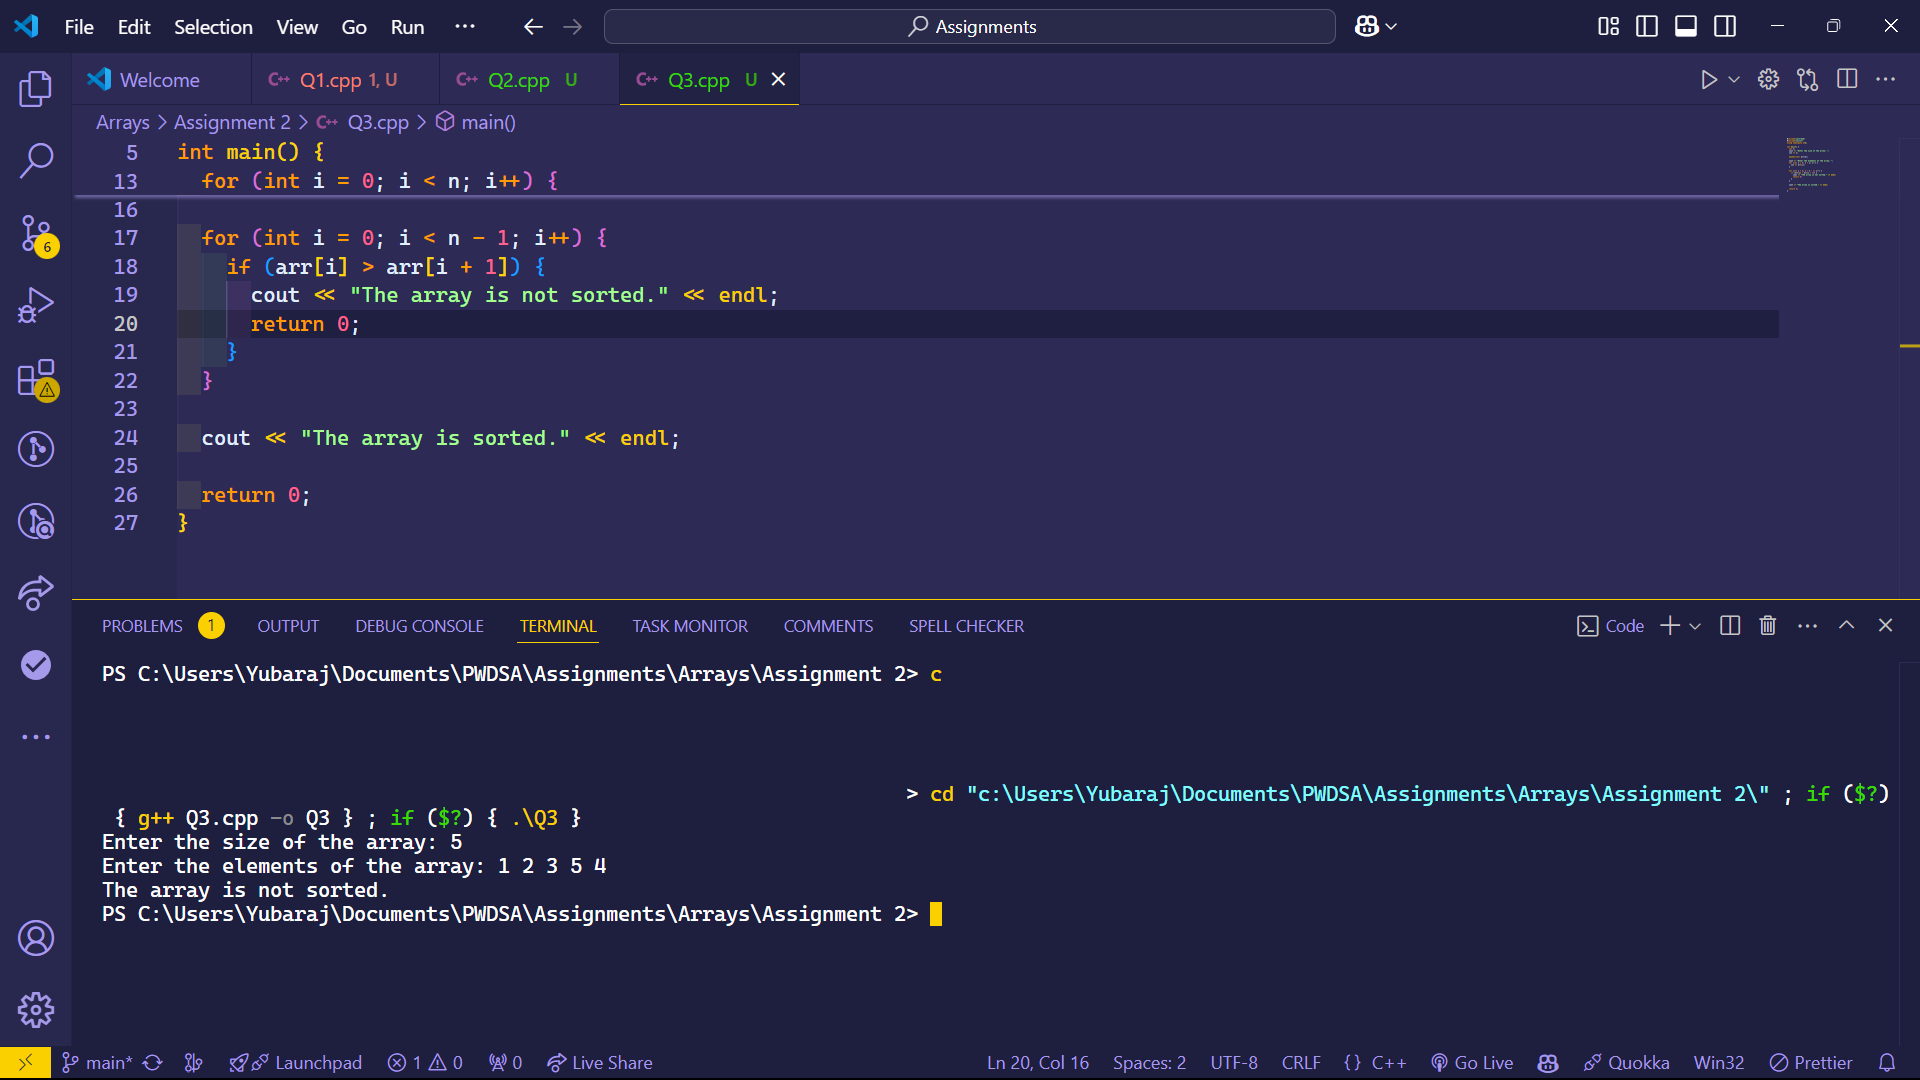 File Edit Selection View Go Run ··· Assignments
Welcome Q1.cpp 1, U Q2.cpp U Q3.cpp U
Arrays > Assignment 2 > C++ Q3.cpp > main()
5 int main() {
13 for (int i = 0; i < n; i++) {
16
17 for (int i = 0; i < n - 1; i++) {
18 if (arr[i] > arr[i + 1]) {
19 cout << "The array is not sorted." << endl;
20 return 0;
21 }
22 }
23
24 cout << "The array is sorted." << endl;
25
26 return 0;
27 }
6
PROBLEMS 1 OUTPUT DEBUG CONSOLE TERMINAL TASK MONITOR COMMENTS SPELL CHECKER Code
PS C:\Users\Yubaraj\Documents\PWDSA\Assignments\Arrays\Assignment 2> c
> cd "c:\Users\Yubaraj\Documents\PWDSA\Assignments\Arrays\Assignment 2\" ; if ($?)
{ g++ Q3.cpp -o Q3 } ; if ($?) { .\Q3 }
Enter the size of the array: 5
Enter the elements of the array: 1 2 3 5 4
The array is not sorted.
PS C:\Users\Yubaraj\Documents\PWDSA\Assignments\Arrays\Assignment 2>
main* Launchpad 1 0 0 Live Share Ln 20, Col 16 Spaces: 2 UTF-8 CRLF {} C++ Go Live Quokka Win32 Prettier